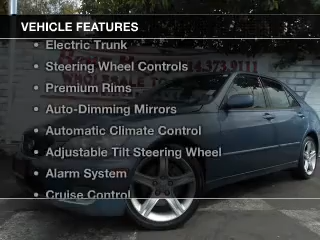 VEHICLE FEATURES
• Electric Trunk
• Steering Wheel Controls
• Premium Rims
• Auto-Dimming Mirrors
• Automatic Climate Control
• Adjustable Tilt Steering Wheel
• Alarm System
• Cruise Control